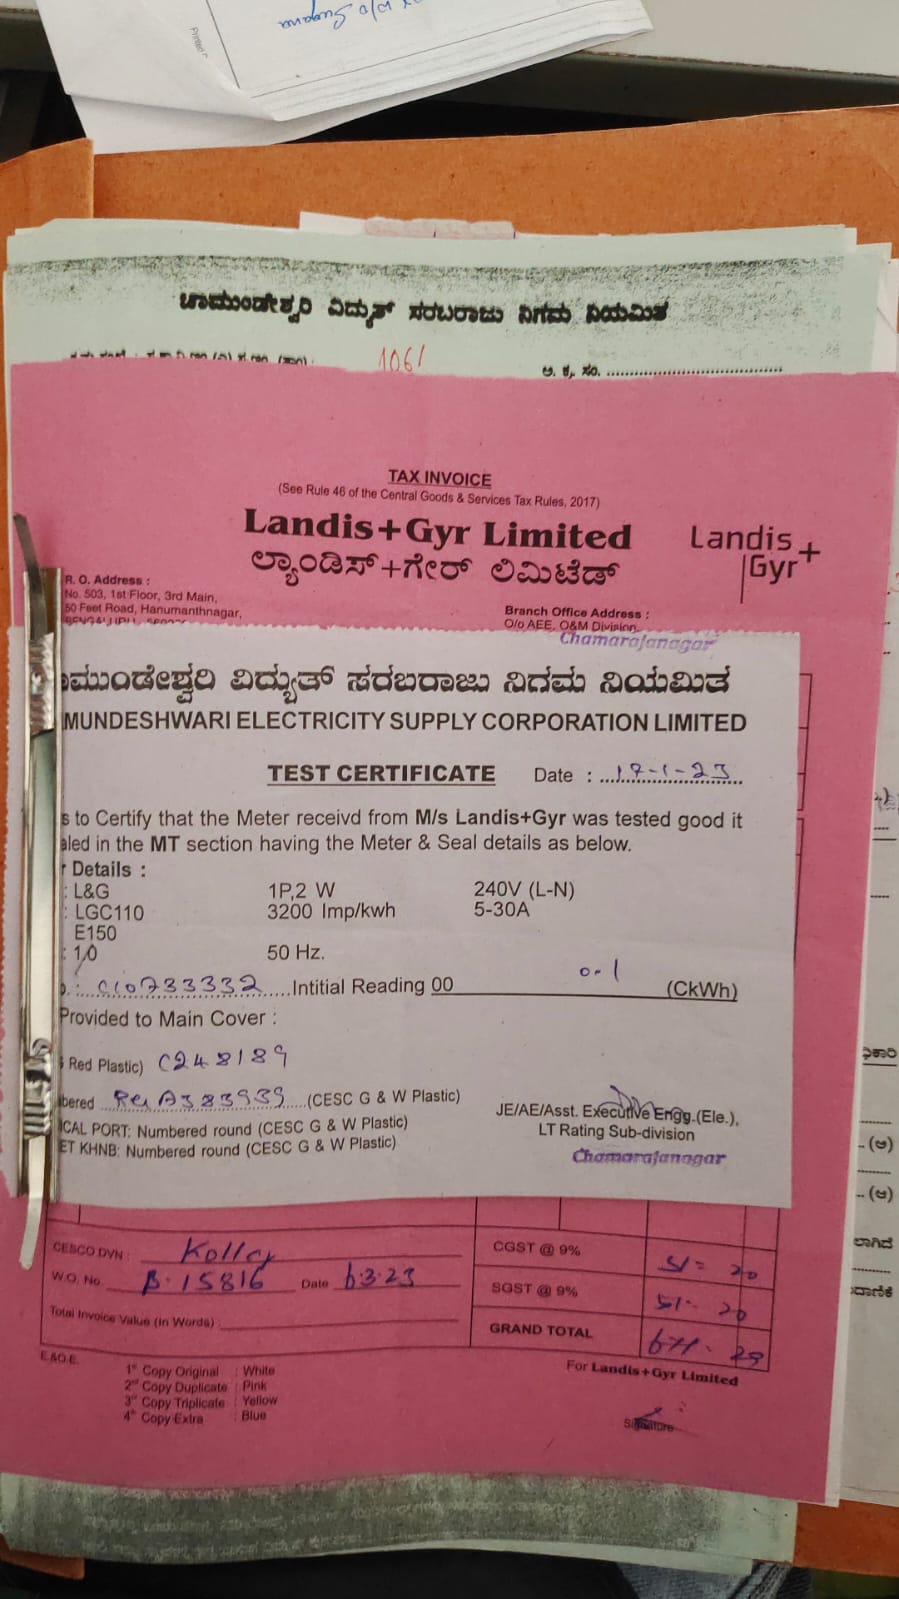 ಚಾಮುಂಡೇಶ್ವರಿ ವಿದ್ಯುತ್ ಸರಬರಾಜು ನಿಗಮ ನಿಯಮಿತ
1061
ಅ. ಕೃ. ಸಂ. ........................................
TAX INVOICE
(See Rule 46 of the Central Goods & Services Tax Rules, 2017)
Landis+Gyr Limited
ಲ್ಯಾಂಡಿಸ್+ಗೇರ್ ಲಿಮಿಟೆಡ್
Landis
Gyr+
R. O. Address :
No. 503, 1st Floor, 3rd Main,
50 Feet Road, Hanumanthnagar,
Branch Office Address :
O/o AEE, O&M Division,
Chamarajanagar
ಾಮುಂಡೇಶ್ವರಿ ವಿದ್ಯುತ್ ಸರಬರಾಜು ನಿಗಮ ನಿಯಮಿತ
MUNDESHWARI ELECTRICITY SUPPLY CORPORATION LIMITED
TEST CERTIFICATE Date : 17-1-23
s to Certify that the Meter receivd from M/s Landis+Gyr was tested good it
aled in the MT section having the Meter & Seal details as below.
r Details :
: L&G 1P,2 W 240V (L-N)
: LGC110 3200 Imp/kwh 5-30A
E150
: 1.0 50 Hz.
. : C10733332 Intitial Reading 00 0.1 (CkWh)
Provided to Main Cover :
Red Plastic) C248189
bered A383939 (CESC G & W Plastic)
ICAL PORT: Numbered round (CESC G & W Plastic)
ET KHNB: Numbered round (CESC G & W Plastic)
JE/AE/Asst. Executive Engg.(Ele.),
LT Rating Sub-division
Chamarajanagar
CESCO DVN :
W.O. No. B-15816 Date 6.3.23
Total Invoice Value (In Words)
CGST @ 9% 51= 20
SGST @ 9% 51- 20
GRAND TOTAL
E.&O.E.
1st Copy Original : White
2nd Copy Duplicate : Pink
3rd Copy Triplicate : Yellow
4th Copy Extra : Blue
For Landis+Gyr Limited
Signature